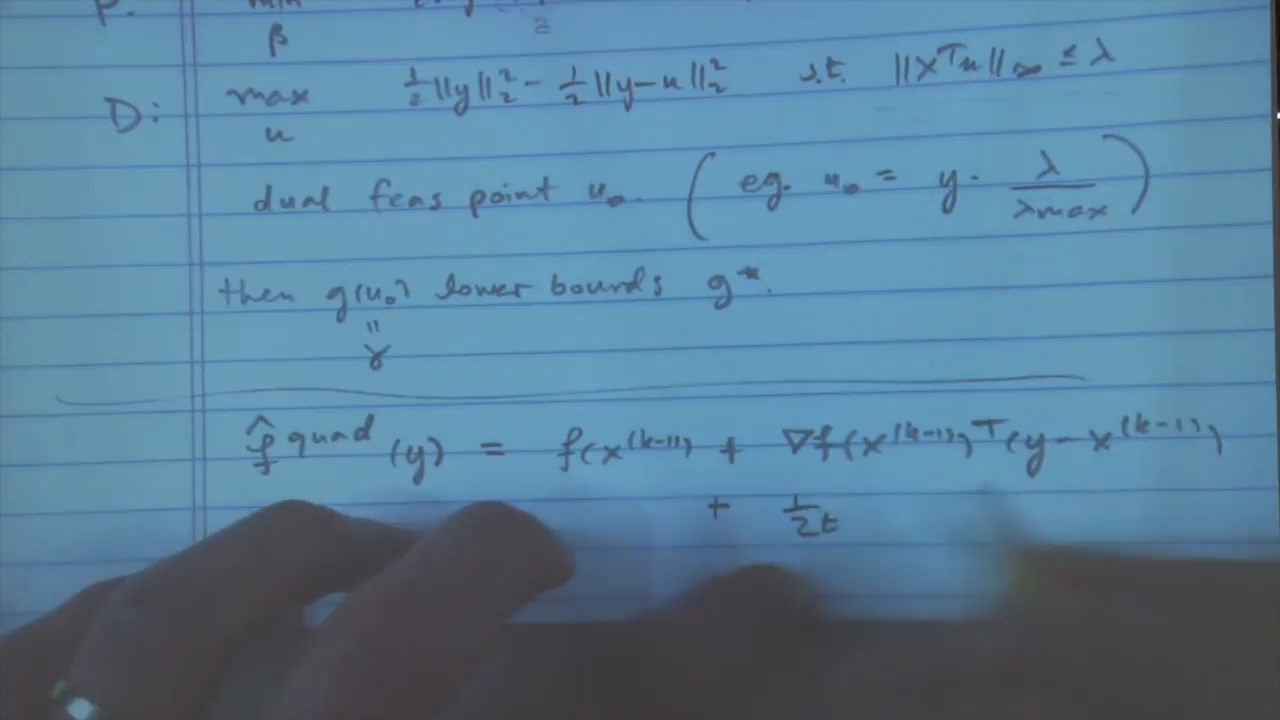 P: min
β
D: max 1/2 ||y||₂² - 1/2 ||y-u||₂² s.t. ||Xᵀu||∞ ≤ λ
u
dual feas point u₀. ( eg. u₀ = y · λ/λmax )
then g(u₀) lower bounds g*.
"
γ
f̂ quad (y) = f(x^(k-1)) + ∇f(x^(k-1))ᵀ(y - x^(k-1))
+ 1/2t